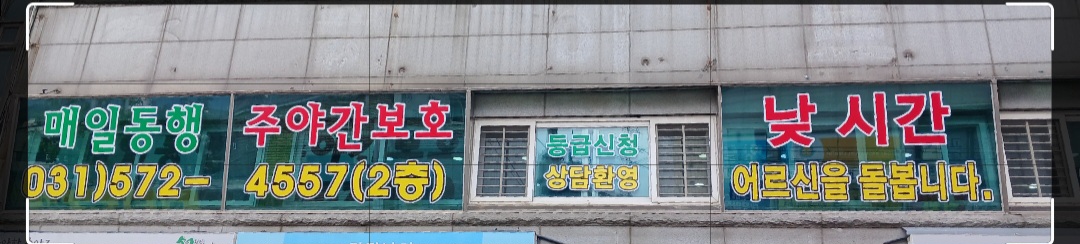 매일동행 주야간보호
031)572-4557(2층)
등급신청
상담환영
낮 시간
어르신을 돌봅니다.